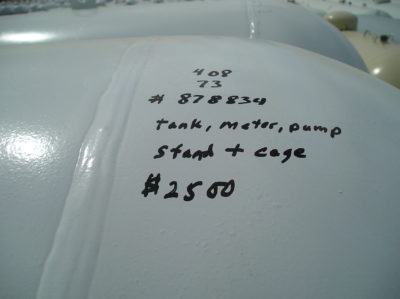 408
73
# 878834
tank, meter, pump
stand + cage
$2500